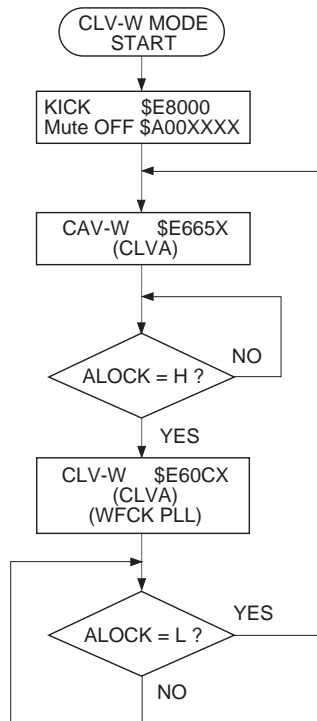 CLV-W MODE
START
KICK $E8000
Mute OFF $A00XXXX
CAV-W $E665X
(CLVA)
NO
ALOCK = H ?
YES
CLV-W $E60CX
(CLVA)
(WFCK PLL)
YES
ALOCK = L ?
NO